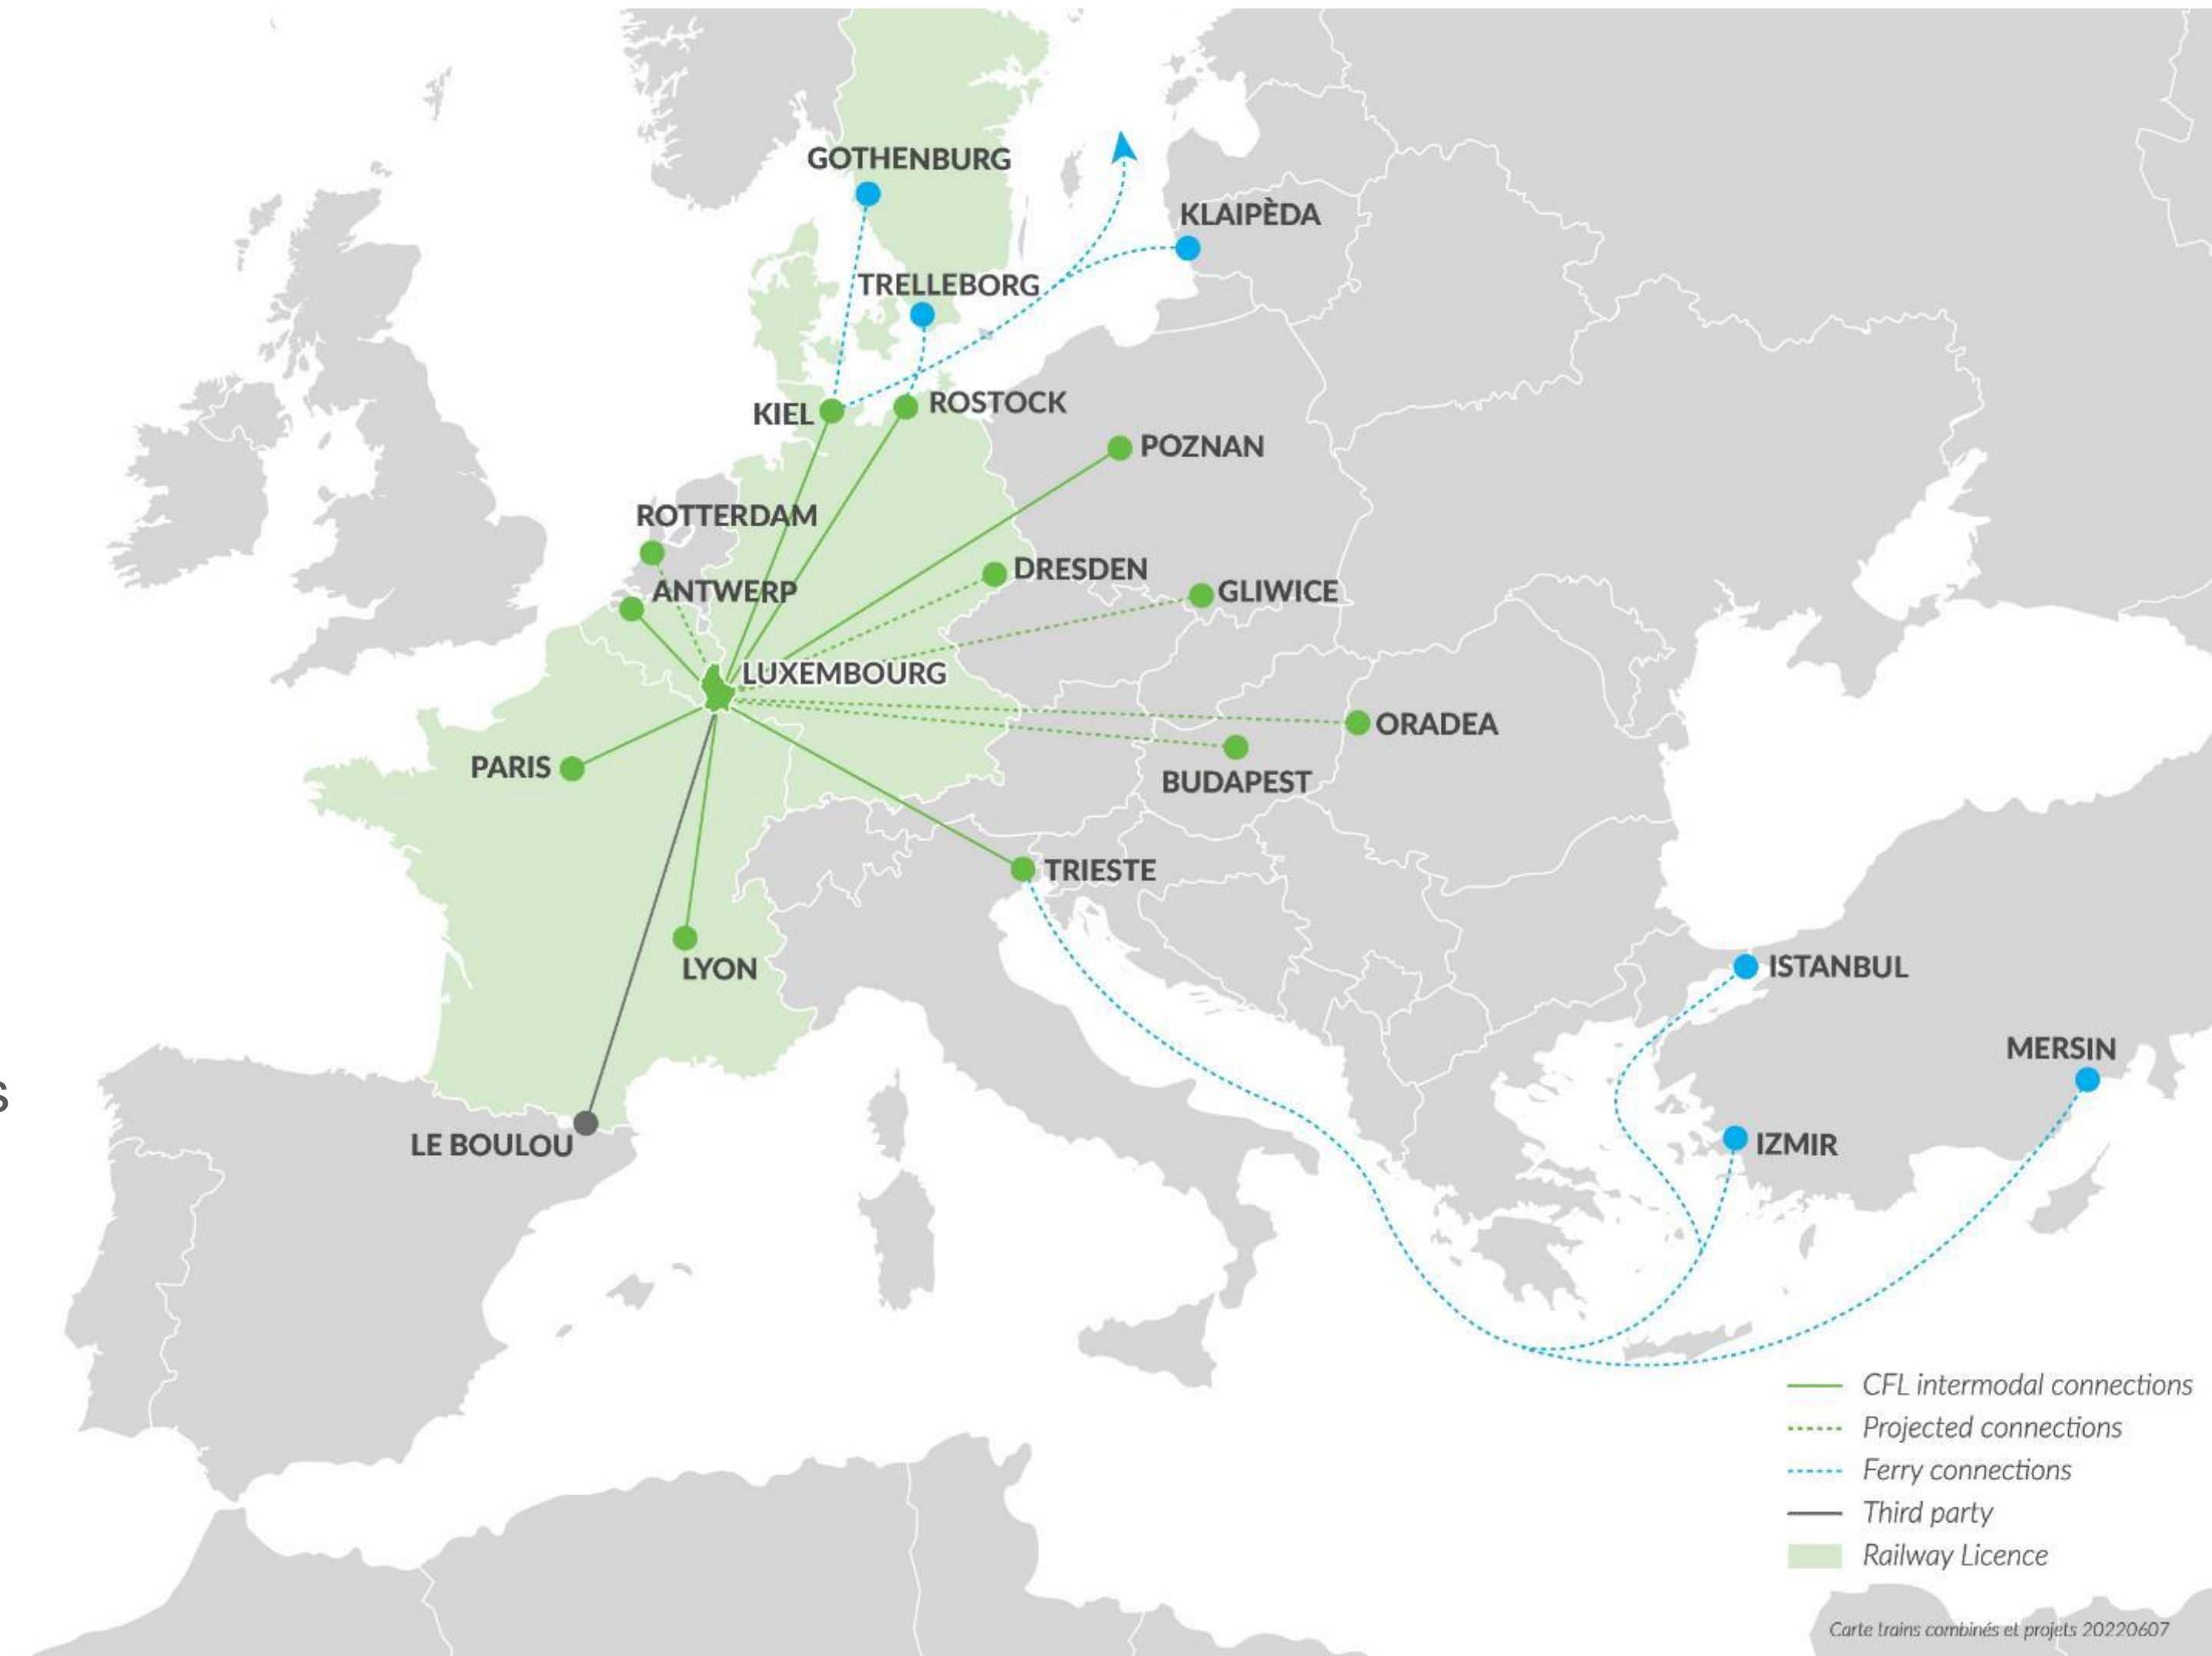 GOTHENBURG
KLAIPÈDA
TRELLEBORG
KIEL
ROSTOCK
POZNAN
ROTTERDAM
DRESDEN
ANTWERP
GLIWICE
LUXEMBOURG
ORADEA
PARIS
BUDAPEST
TRIESTE
LYON
ISTANBUL
MERSIN
s
LE BOULOU
IZMIR
CFL intermodal connections
Projected connections
Ferry connections
Third party
Railway Licence
Carte trains combinés et projets 20220607